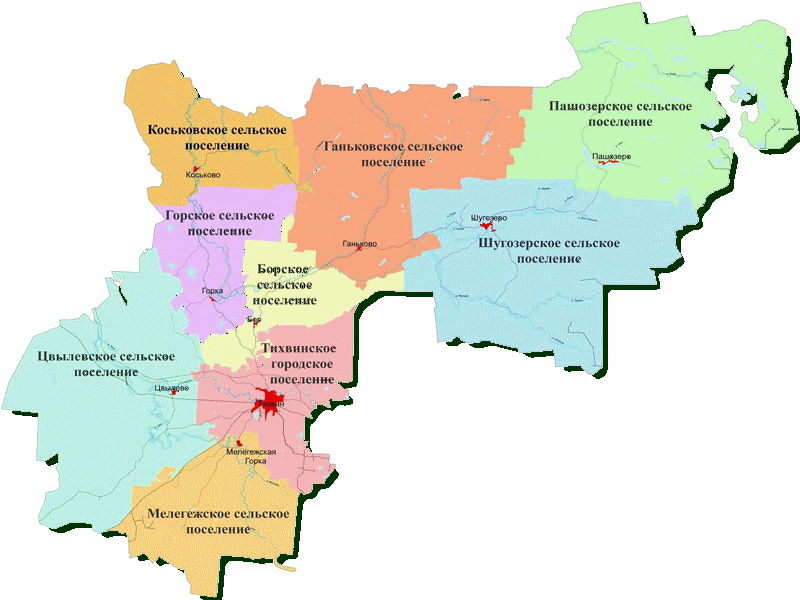 Пашозерское сельское
поселение
Коськовское сельское
поселение
Ганьковское сельское
поселение
Пашозеро
Коськово
Горское сельское
поселение
Шугозеро
Ганьково
Шугозерское сельское
поселение
Борское
сельское
поселение
Горка
Бор
Тихвинское
городское
поселение
Цвылевское сельское
поселение
Цвылево
Тихвин
Мелегежская
Горка
Мелегежское сельское
поселение